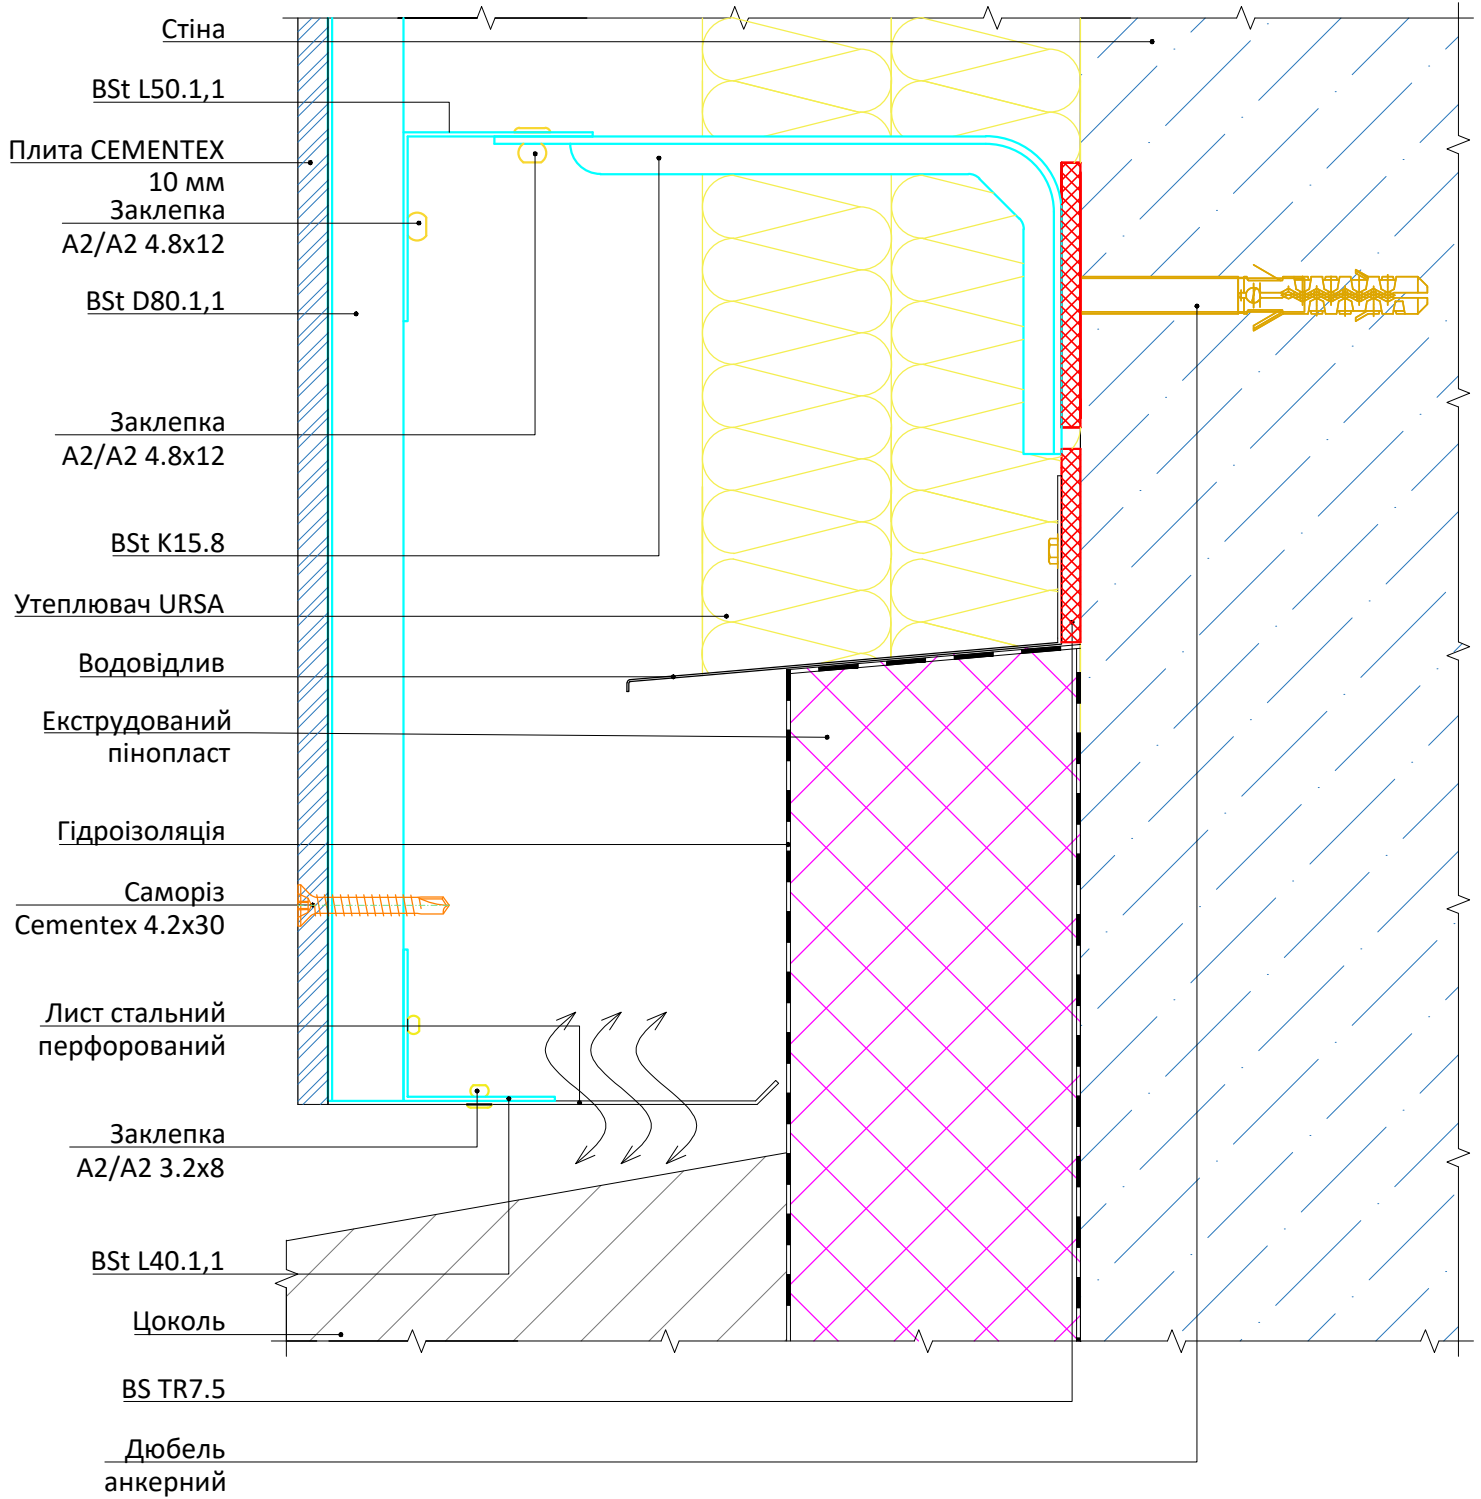 Стіна
BSt L50.1,1
Плита CEMENTEX
10 мм
Заклепка
A2/A2 4.8x12
BSt D80.1,1
Заклепка
A2/A2 4.8x12
BSt K15.8
Утеплювач URSA
Водовідлив
Екструдований
пінопласт
Гідроізоляція
Саморіз
Cementex 4.2x30
Лист стальний
перфорований
Заклепка
A2/A2 3.2x8
BSt L40.1,1
Цоколь
BS TR7.5
Дюбель
анкерний